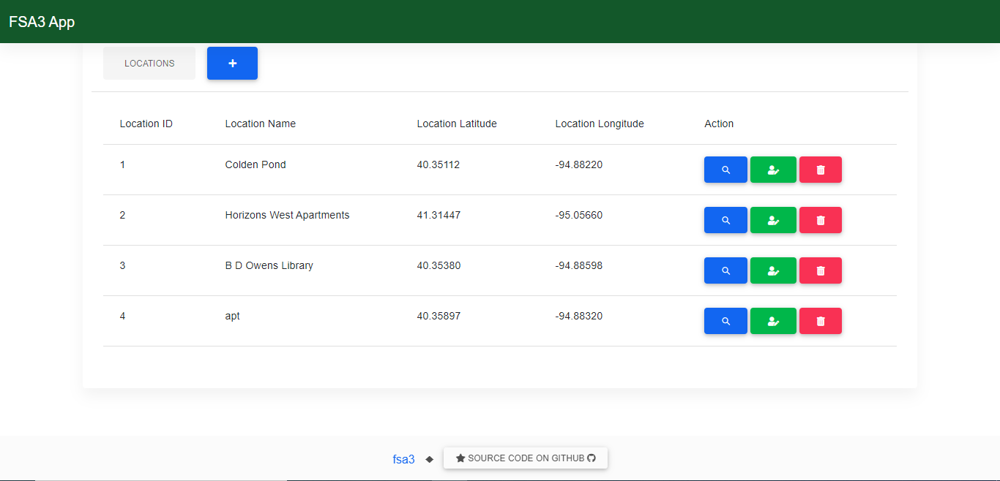 FSA3 App
LOCATIONS +
Location ID Location Name Location Latitude Location Longitude Action
1 Colden Pond 40.35112 -94.88220
2 Horizons West Apartments 41.31447 -95.05660
3 B D Owens Library 40.35380 -94.88598
4 apt 40.35897 -94.88320
fsa3 ◆ ★ SOURCE CODE ON GITHUB